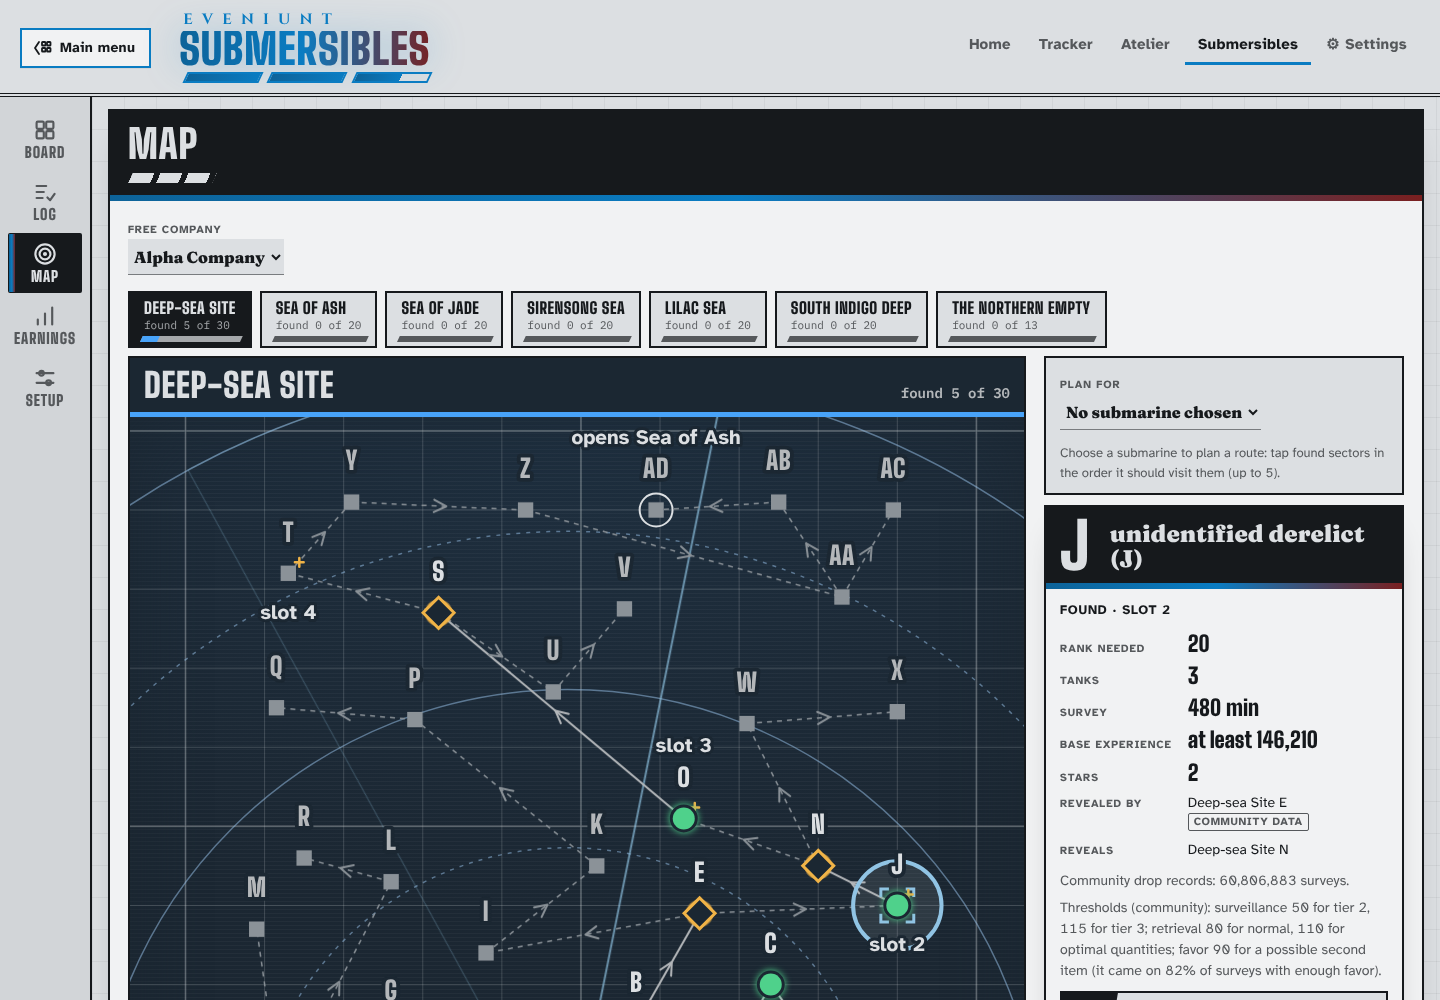 Main menu
EVENIUNT
SUBMERSIBLES
Home
Tracker
Atelier
Submersibles
Settings
BOARD
LOG
MAP
EARNINGS
SETUP
MAP
FREE COMPANY
Alpha Company
DEEP-SEA SITE
found 5 of 30
SEA OF ASH
found 0 of 20
SEA OF JADE
found 0 of 20
SIRENSONG SEA
found 0 of 20
LILAC SEA
found 0 of 20
SOUTH INDIGO DEEP
found 0 of 20
THE NORTHERN EMPTY
found 0 of 13
DEEP-SEA SITE
found 5 of 30
opens Sea of Ash
Y
Z
AD
AB
AC
T
S
V
AA
slot 4
Q
P
U
W
X
slot 3
O
R
L
K
N
M
E
J
I
C
slot 2
G
B
PLAN FOR
No submarine chosen
Choose a submarine to plan a route: tap found sectors in
the order it should visit them (up to 5).
J
unidentified derelict
(J)
FOUND · SLOT 2
RANK NEEDED
20
TANKS
3
SURVEY
480 min
BASE EXPERIENCE
at least 146,210
STARS
2
REVEALED BY
Deep-sea Site E
COMMUNITY DATA
REVEALS
Deep-sea Site N
Community drop records: 60,806,883 surveys.
Thresholds (community): surveillance 50 for tier 2,
115 for tier 3; retrieval 80 for normal, 110 for
optimal quantities; favor 90 for a possible second
item (it came on 82% of surveys with enough favor).